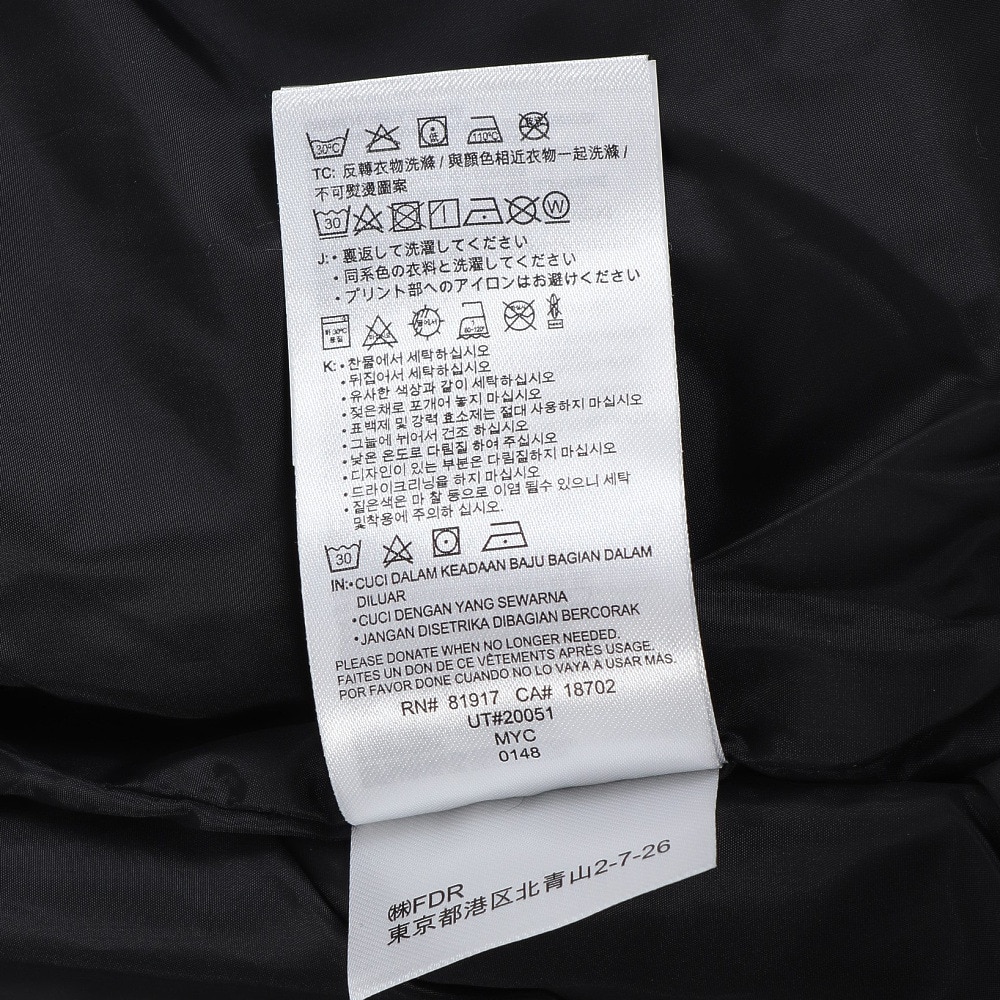 30°C 低 110°C
TC: 反轉衣物洗滌 / 與顏色相近衣物一起洗滌 /
不可熨燙圖案
30 W
J: ・裏返して洗濯してください
・同系色の衣料と洗濯してください
・プリント部へのアイロンはお避けください
약 30°C 80-120°C
K: •찬물에서 세탁하십시오
•뒤집어서 세탁하십시오
•유사한 색상과 같이 세탁하십시오
•젖은채로 포개어 놓지 마십시오
•표백제 및 강력 효소제는 절대 사용하지 마십시오
•그늘에 뉘어서 건조 하십시오
•낮은 온도로 다림질 하여 주십시오
•디자인이 있는 부분은 다림질하지 마십시오
•드라이크리닝을 하지 마십시오
•짙은색은 마 찰 등으로 이염 될수 있으니 세탁
및착용에 주의하 십시오.
30
IN:•CUCI DALAM KEADAAN BAJU BAGIAN DALAM
DILUAR
•CUCI DENGAN YANG SEWARNA
•JANGAN DISETRIKA DIBAGIAN BERCORAK
PLEASE DONATE WHEN NO LONGER NEEDED.
FAITES UN DON DE CE VÊTEMENTS APRÈS USAGE.
POR FAVOR DONE CUANDO NO LO VAYA A USAR MÁS.
RN# 81917 CA# 18702
UT#20051
MYC
0148
㈱FDR
東京都港区北青山2-7-26